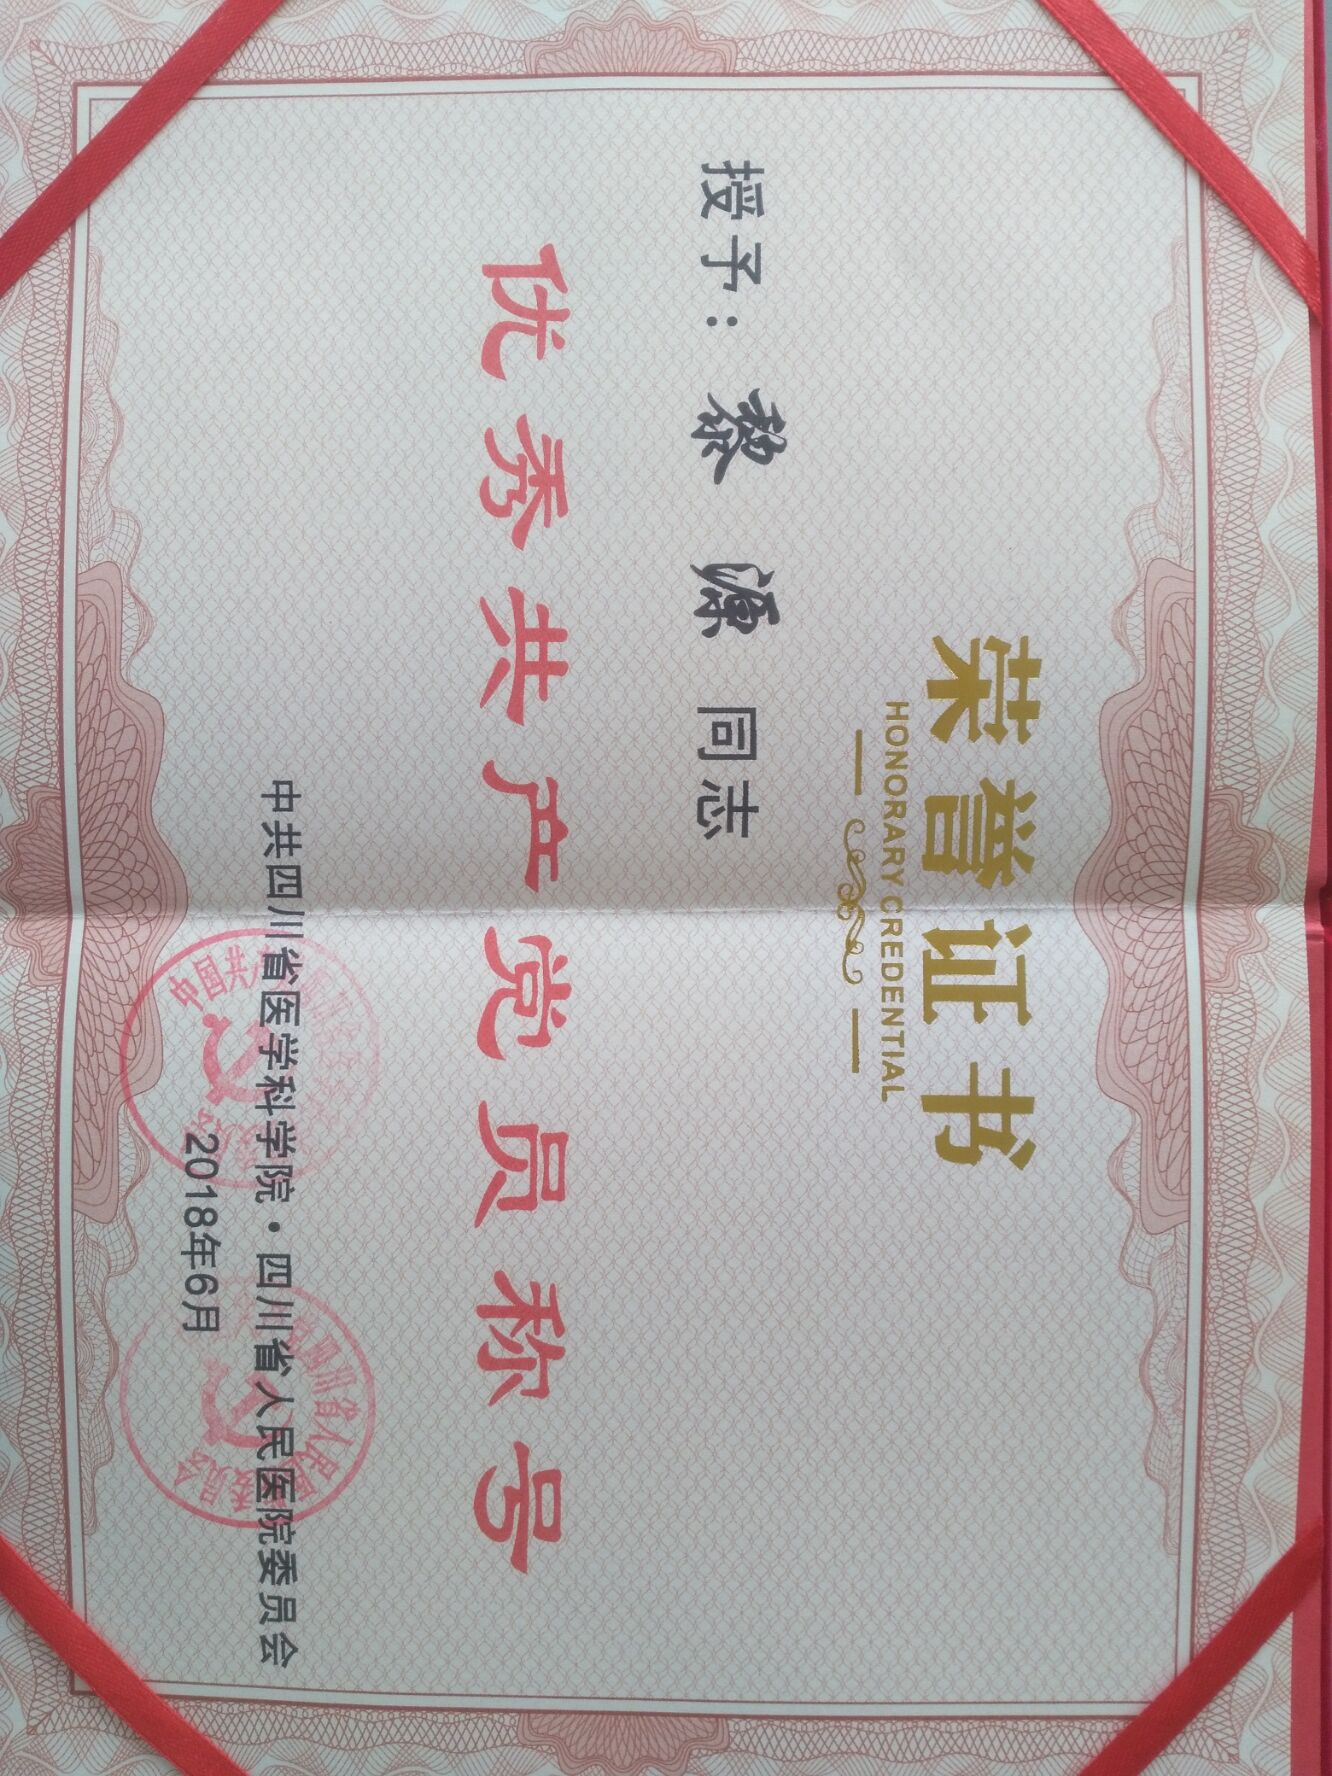 荣誉证书
HONORARY CREDENTIAL
授予：黎源同志
优秀共产党员称号
中共四川省医学科学院·四川省人民医院委员会
2018年6月